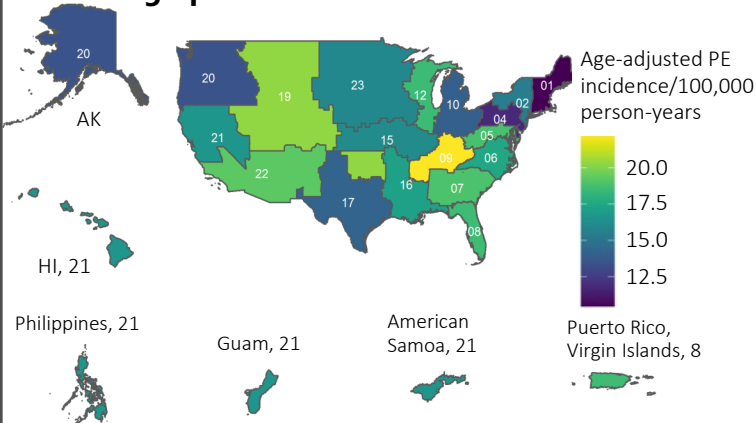 20
AK
HI, 21
20
19
23
12
10
01
02
04
05
06
21
22
15
09
07
16
17
08
Age-adjusted PE
incidence/100,000
person-years
20.0
17.5
15.0
12.5
Philippines, 21
Guam, 21
American
Samoa, 21
Puerto Rico,
Virgin Islands, 8